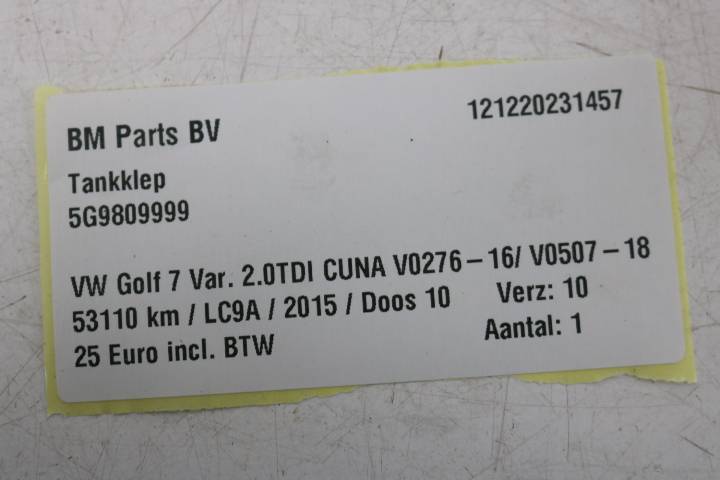 BM Parts BV 121220231457
Tankklep
5G9809999
VW Golf 7 Var. 2.0TDI CUNA V0276-16/ V0507-18
53110 km / LC9A / 2015 / Doos 10 Verz: 10
25 Euro incl. BTW Aantal: 1